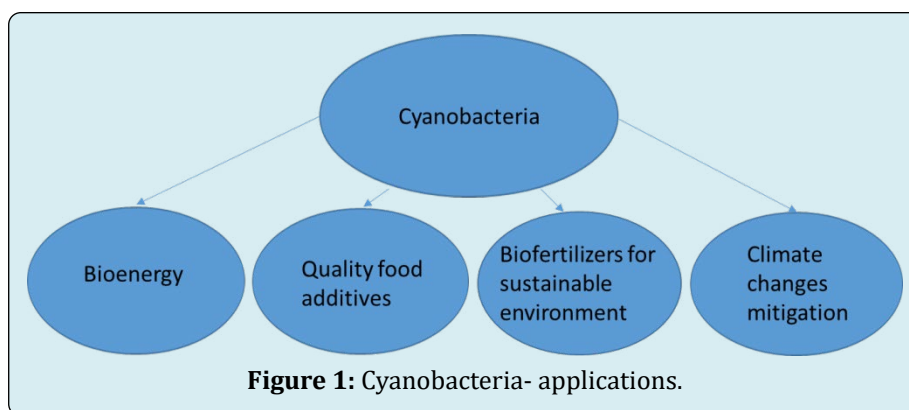 Cyanobacteria
Bioenergy
Quality food
additives
Biofertilizers for
sustainable
environment
Climate
changes
mitigation
Figure 1: Cyanobacteria- applications.